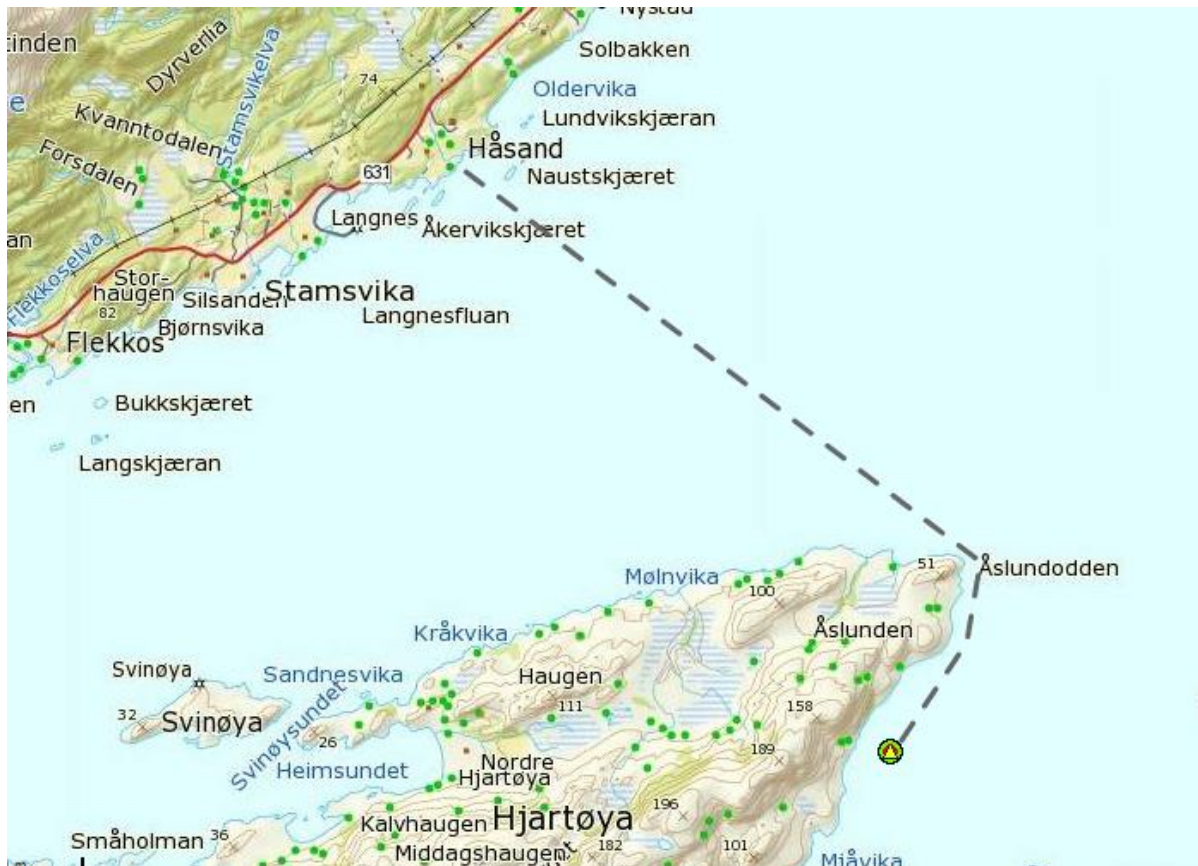 Nystad
tinden
Solbakken
Dyrverlia
74
Oldervika
e
Stamsvikelva
Kvanntodalen
Lundvikskjæran
Håsand
Forsdalen
631
Naustskjæret
Langnes
Åkervikskjæret
an
Flekkoselva
Stor-
haugen
Silsanden
Stamsvika
82
Bjørnsvika
Langnesfluan
Flekkos
en
Bukkskjæret
Langskjæran
51
Åslundodden
Mølnvika
100
Kråkvika
Åslunden
Svinøya
Sandnesvika
Haugen
111
158
32
Svinøya
Svinøysundet
26
189
Heimsundet
Nordre
Hjartøya
196
Kalvhaugen
Hjartøya
Småholman
36
Middagshaugen
182
101
Mjåvika